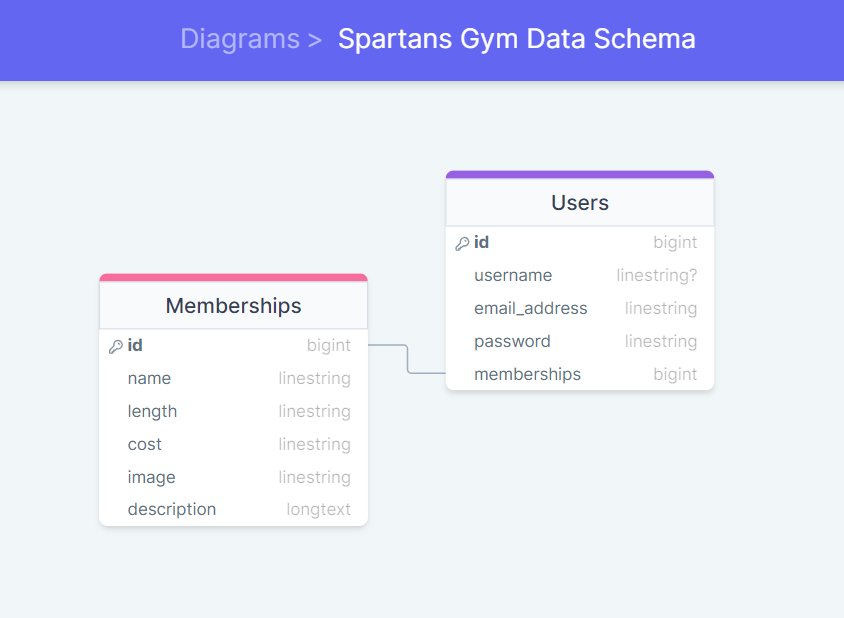 Diagrams > Spartans Gym Data Schema
Users
id bigint
username linestring?
email_address linestring
password linestring
memberships bigint
Memberships
id bigint
name linestring
length linestring
cost linestring
image linestring
description longtext